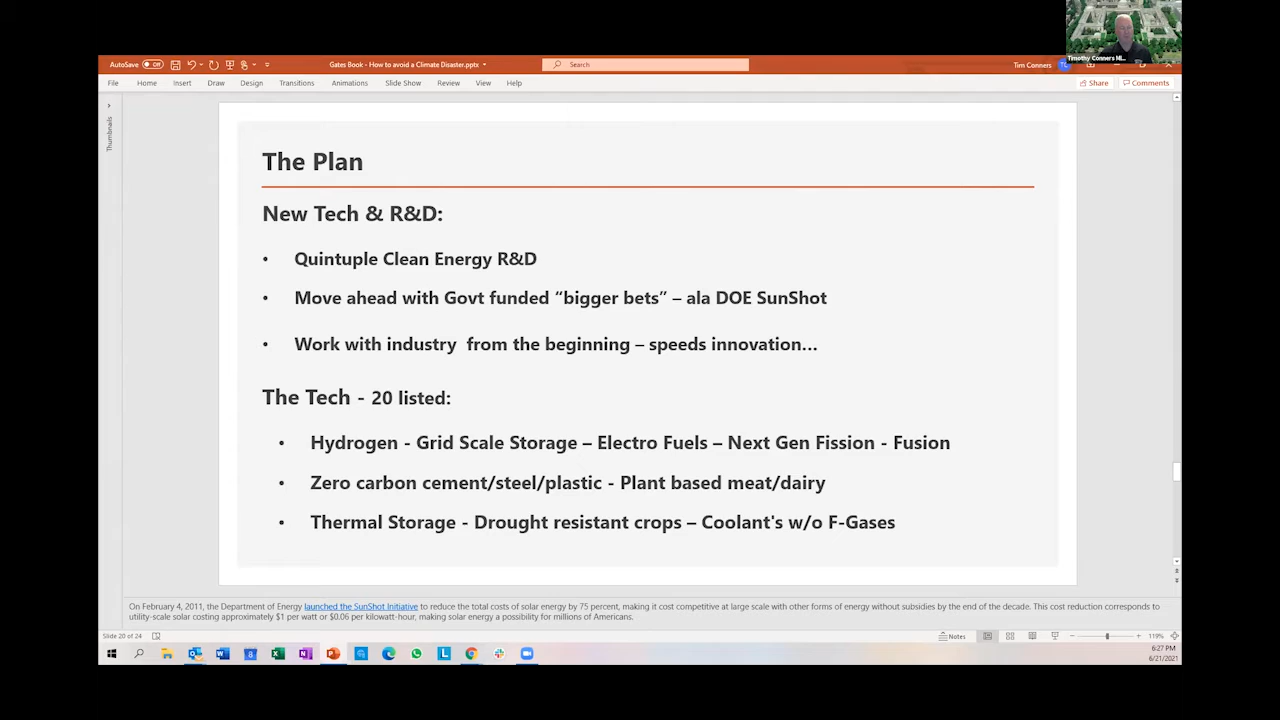 AutoSave Off
Gates Book - How to avoid a Climate Disaster.pptx
Search
Tim Conners
TC
Timothy Conners MI...
File Home Insert Draw Design Transitions Animations Slide Show Review View Help
Share Comments
Thumbnails
The Plan
New Tech & R&D:
• Quintuple Clean Energy R&D
• Move ahead with Govt funded “bigger bets” – ala DOE SunShot
• Work with industry  from the beginning – speeds innovation...
The Tech - 20 listed:
• Hydrogen - Grid Scale Storage – Electro Fuels – Next Gen Fission - Fusion
• Zero carbon cement/steel/plastic - Plant based meat/dairy
• Thermal Storage - Drought resistant crops – Coolant's w/o F-Gases
On February 4, 2011, the Department of Energy launched the SunShot Initiative to reduce the total costs of solar energy by 75 percent, making it cost competitive at large scale with other forms of energy without subsidies by the end of the decade. This cost reduction corresponds to
utility-scale solar costing approximately $1 per watt or $0.06 per kilowatt-hour, making solar energy a possibility for millions of Americans.
Slide 20 of 24
Notes
119%
6:27 PM
6/21/2021